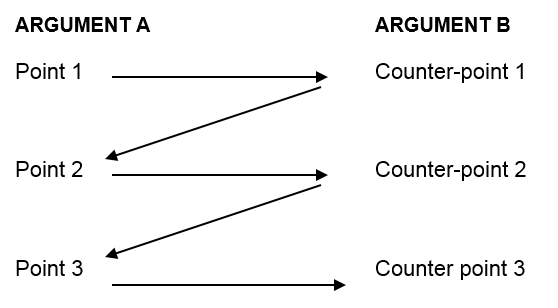 ARGUMENT A ARGUMENT B
Point 1 Counter-point 1
Point 2 Counter-point 2
Point 3 Counter point 3